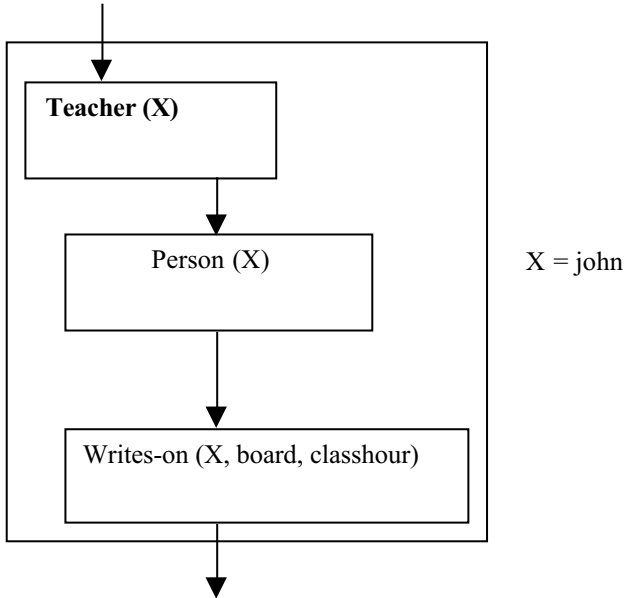 Teacher (X)
Person (X)
X = john
Writes-on (X, board, classhour)